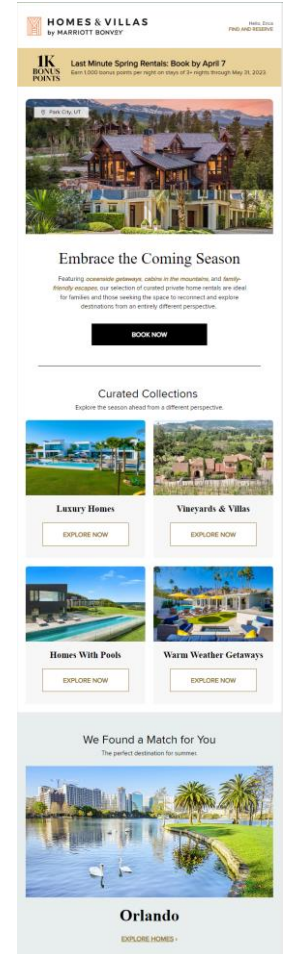 HOMES & VILLAS
by MARRIOTT BONVOY
Hello, Erica
FIND AND RESERVE
1K
BONUS
POINTS
Last Minute Spring Rentals: Book by April 7
Earn 1,000 bonus points per night on stays of 3+ nights through May 31, 2023
Park City, UT
Embrace the Coming Season
Featuring oceanside getaways, cabins in the mountains, and family-
friendly escapes, our selection of curated private home rentals are ideal
for families and those seeking the space to reconnect and explore
destinations from an entirely different perspective.
BOOK NOW
Curated Collections
Explore the season ahead from a different perspective.
Luxury Homes
EXPLORE NOW
Vineyards & Villas
EXPLORE NOW
Homes With Pools
EXPLORE NOW
Warm Weather Getaways
EXPLORE NOW
We Found a Match for You
The perfect destination for summer.
Orlando
EXPLORE HOMES ›